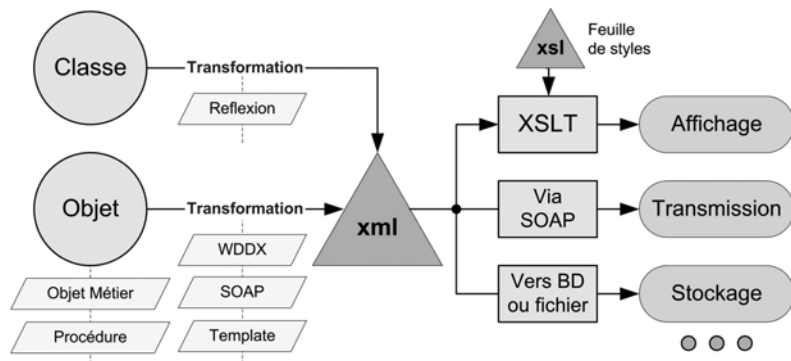 Classe
Transformation
Reflexion
Objet
Transformation
WDDX
SOAP
Template
Objet Métier
Procédure
xml
xsl
Feuille
de styles
XSLT
Affichage
Via
SOAP
Transmission
Vers BD
ou fichier
Stockage